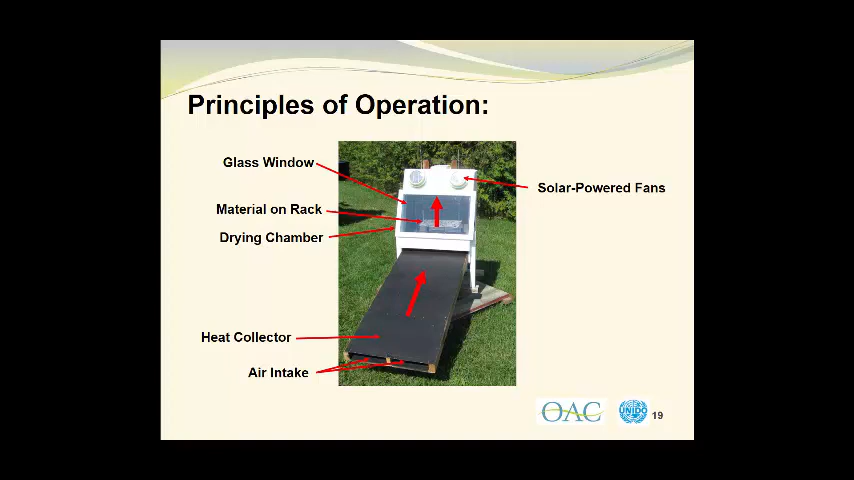 Principles of Operation:
Glass Window
Solar-Powered Fans
Material on Rack
Drying Chamber
Heat Collector
Air Intake
OAC
UNIDO
19